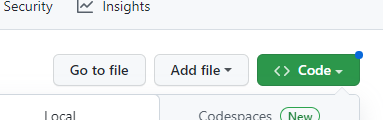 Security Insights
Go to file Add file Code
Local Codespaces New